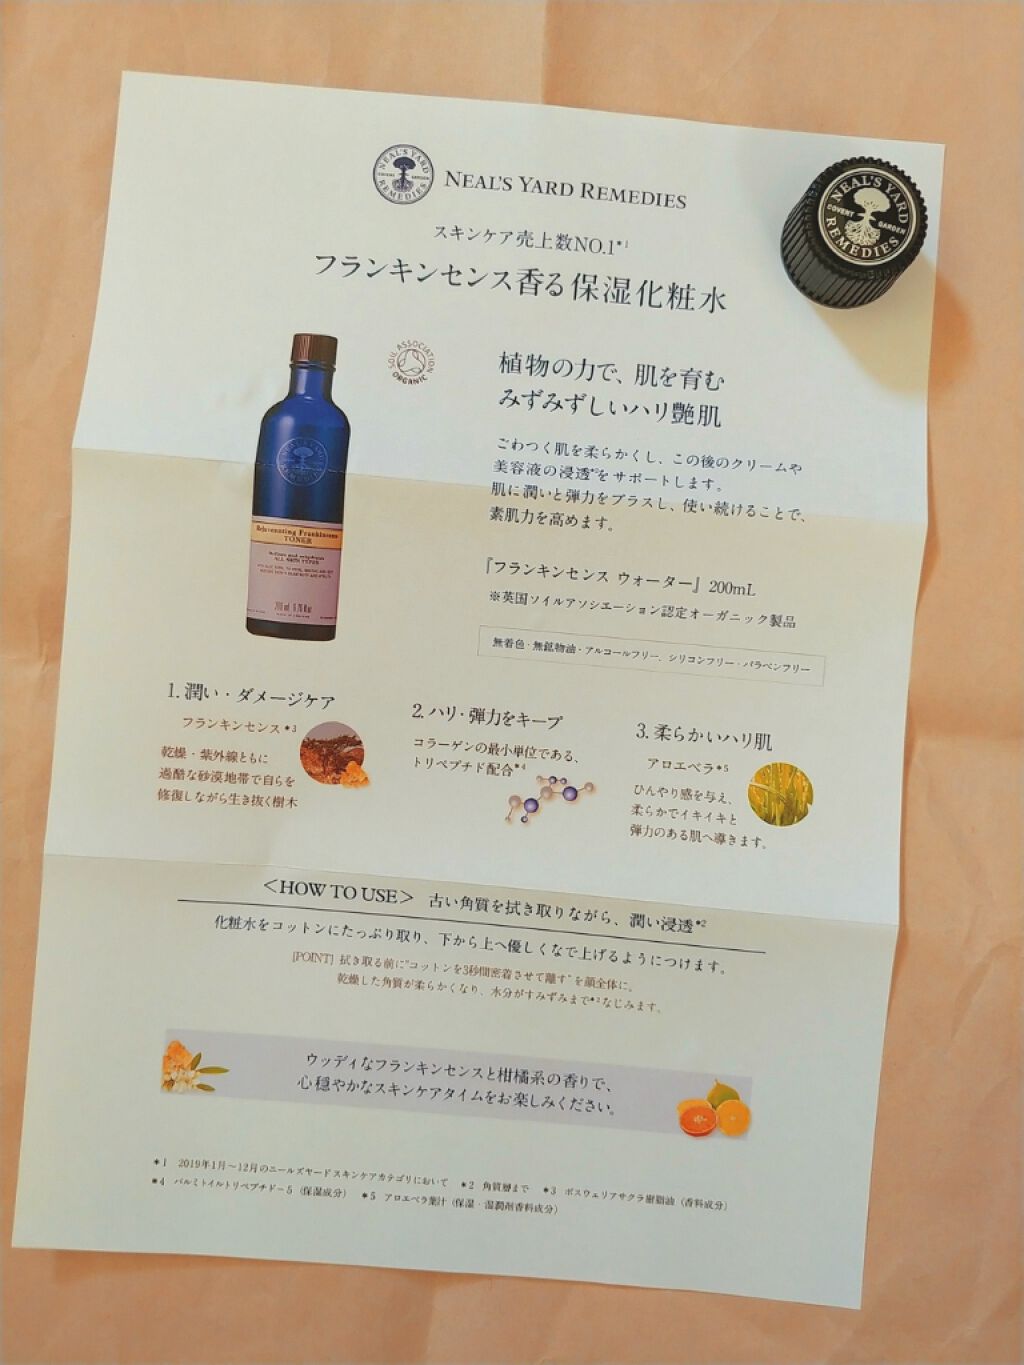 NEAL'S YARD REMEDIES
COVENT GARDEN
NEAL'S YARD REMEDIES
NEAL'S YARD REMEDIES
COVENT GARDEN
スキンケア売上数NO.1*1
フランキンセンス香る保湿化粧水
SOIL ASSOCIATION ORGANIC
植物の力で、肌を育む
みずみずしいハリ艶肌
ごわつく肌を柔らかくし、この後のクリームや
美容液の浸透*2をサポートします。
肌に潤いと弾力をプラスし、使い続けることで、
素肌力を高めます。
NEAL'S YARD REMEDIES
Rejuvenating Frankincense
TONER
ALL SKIN TYPES
『フランキンセンス ウォーター』 200mL
※英国ソイルアソシエーション認定オーガニック製品
無着色・無鉱物油・アルコールフリー、シリコンフリー・パラベンフリー
1. 潤い・ダメージケア
フランキンセンス*3
乾燥・紫外線ともに
過酷な砂漠地帯で自らを
修復しながら生き抜く樹木
2. ハリ・弾力をキープ
コラーゲンの最小単位である、
トリペプチド配合*4
3. 柔らかいハリ肌
アロエベラ*5
ひんやり感を与え、
柔らかでイキイキと
弾力のある肌へ導きます。
＜HOW TO USE＞ 古い角質を拭き取りながら、潤い浸透*2
化粧水をコットンにたっぷり取り、下から上へ優しくなで上げるようにつけます。
[POINT] 拭き取る前に"コットンを3秒間密着させて離す"を顔全体に。
乾燥した角質が柔らかくなり、水分がすみずみまで*2なじみます。
ウッディなフランキンセンスと柑橘系の香りで、
心穏やかなスキンケアタイムをお楽しみください。
*1 2019年1月～12月のニールズヤード スキンケアカテゴリにおいて *2 角質層まで *3 ボスウェリアサクラ樹脂油（香料成分）
*4 パルミトイルトリペプチド－5（保湿成分） *5 アロエベラ葉汁（保湿・湿潤剤香料成分）